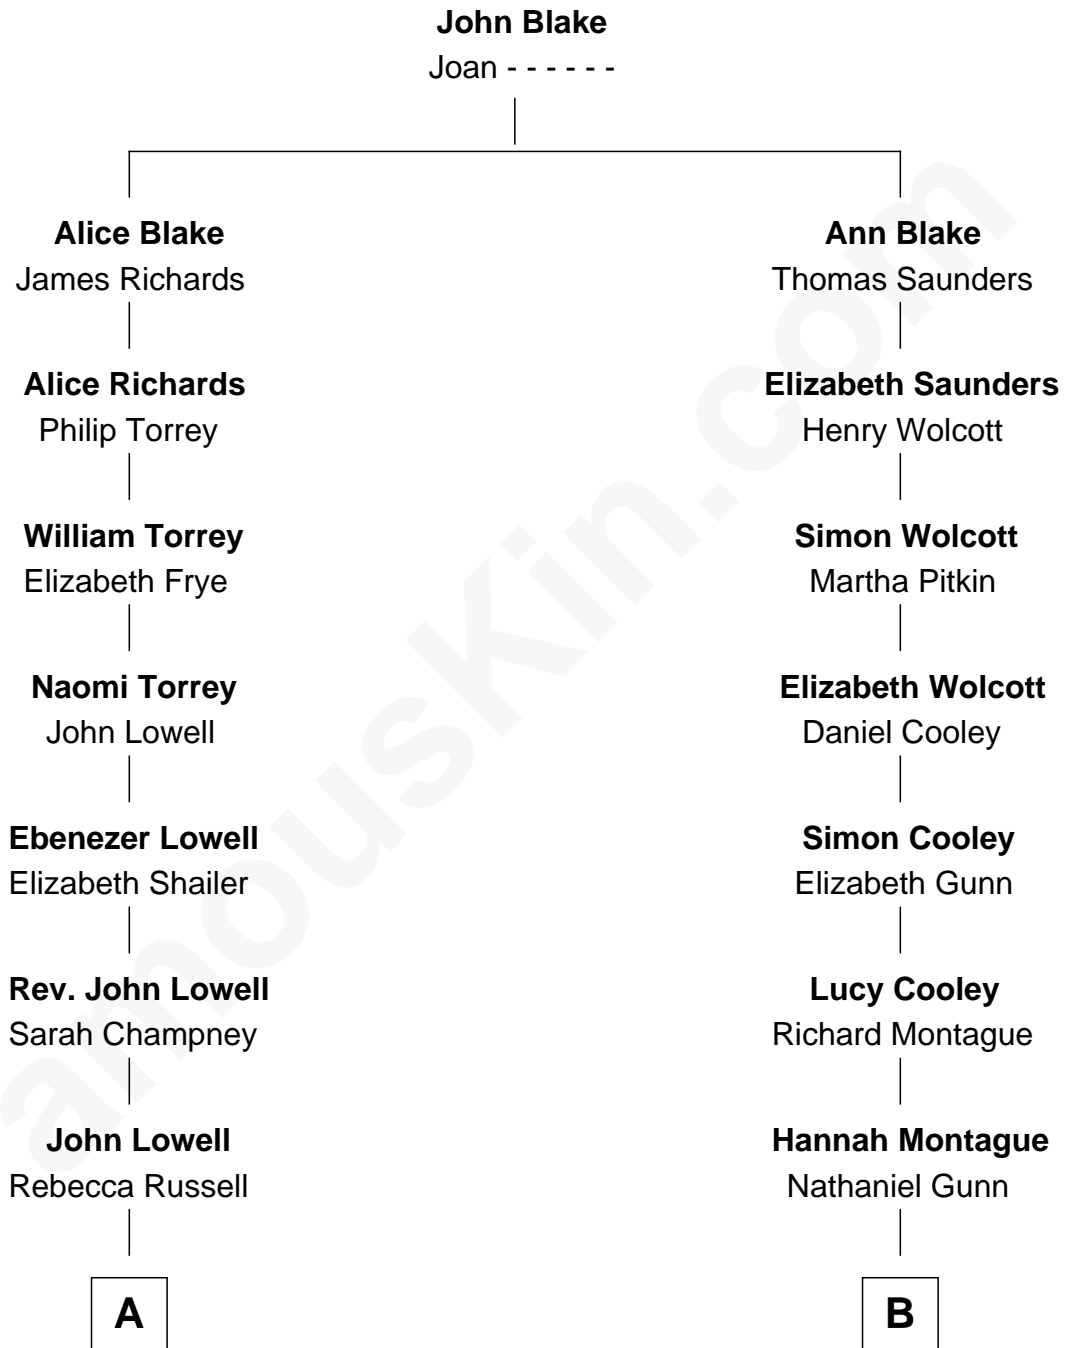 John Blake
Joan - - - - - -
Alice Blake
James Richards
Ann Blake
Thomas Saunders
Alice Richards
Philip Torrey
Elizabeth Saunders
Henry Wolcott
William Torrey
Elizabeth Frye
Simon Wolcott
Martha Pitkin
Naomi Torrey
John Lowell
Elizabeth Wolcott
Daniel Cooley
Ebenezer Lowell
Elizabeth Shailer
Simon Cooley
Elizabeth Gunn
Rev. John Lowell
Sarah Champney
Lucy Cooley
Richard Montague
John Lowell
Rebecca Russell
Hannah Montague
Nathaniel Gunn
A
B
amousKin.com